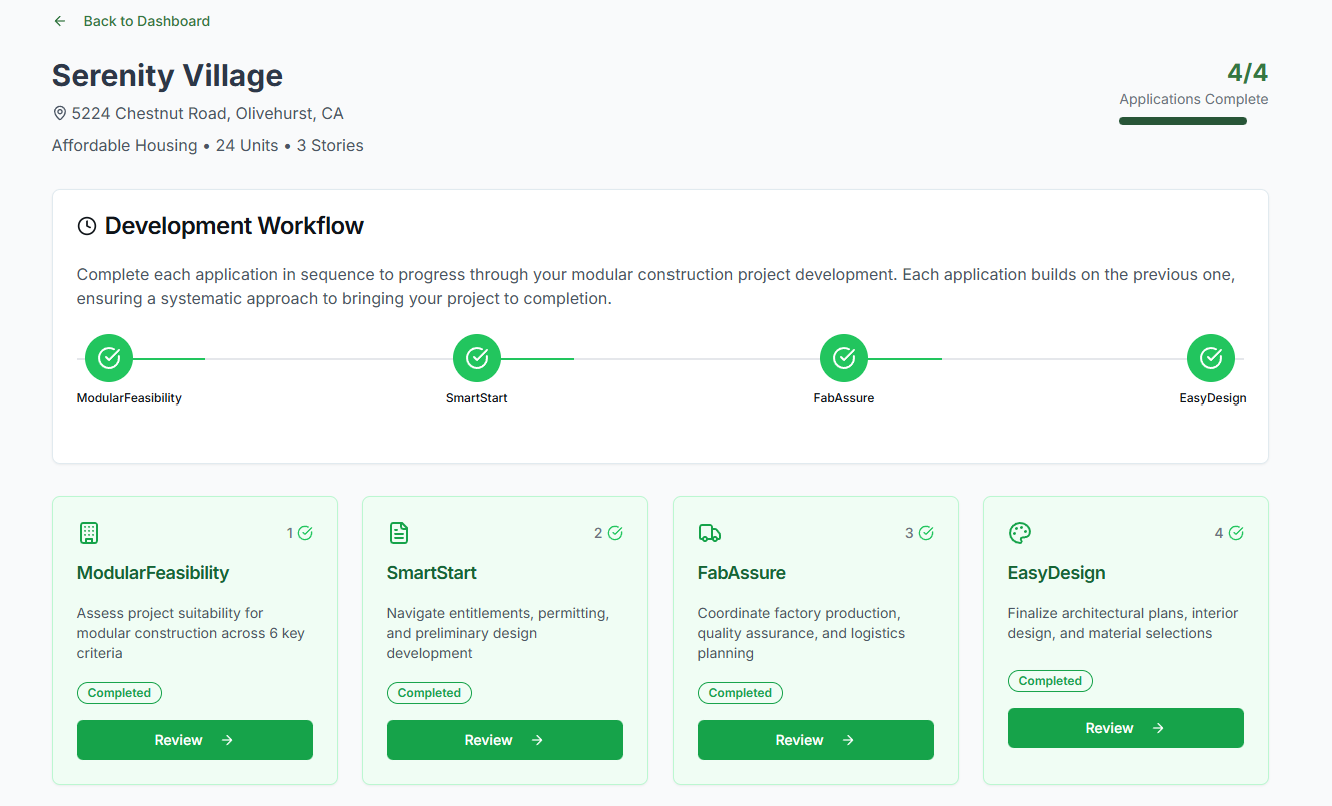 Back to Dashboard
Serenity Village
4/4
5224 Chestnut Road, Olivehurst, CA
Applications Complete
Affordable Housing • 24 Units • 3 Stories
Development Workflow
Complete each application in sequence to progress through your modular construction project development. Each application builds on the previous one,
ensuring a systematic approach to bringing your project to completion.
ModularFeasibility
SmartStart
FabAssure
EasyDesign
1
ModularFeasibility
Assess project suitability for
modular construction across 6 key
criteria
Completed
Review
2
SmartStart
Navigate entitlements, permitting,
and preliminary design
development
Completed
Review
3
FabAssure
Coordinate factory production,
quality assurance, and logistics
planning
Completed
Review
4
EasyDesign
Finalize architectural plans, interior
design, and material selections
Completed
Review